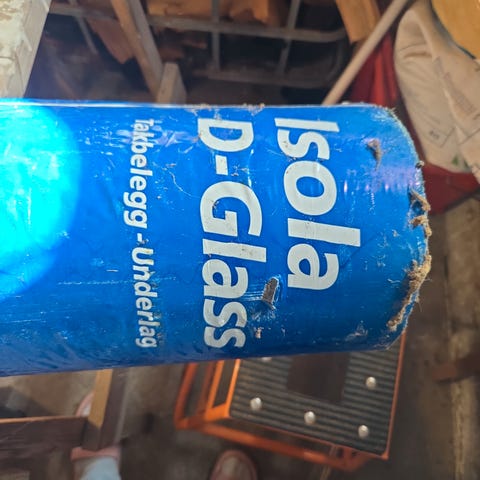 Isola
D-Glass
Takbelegg - Underlag